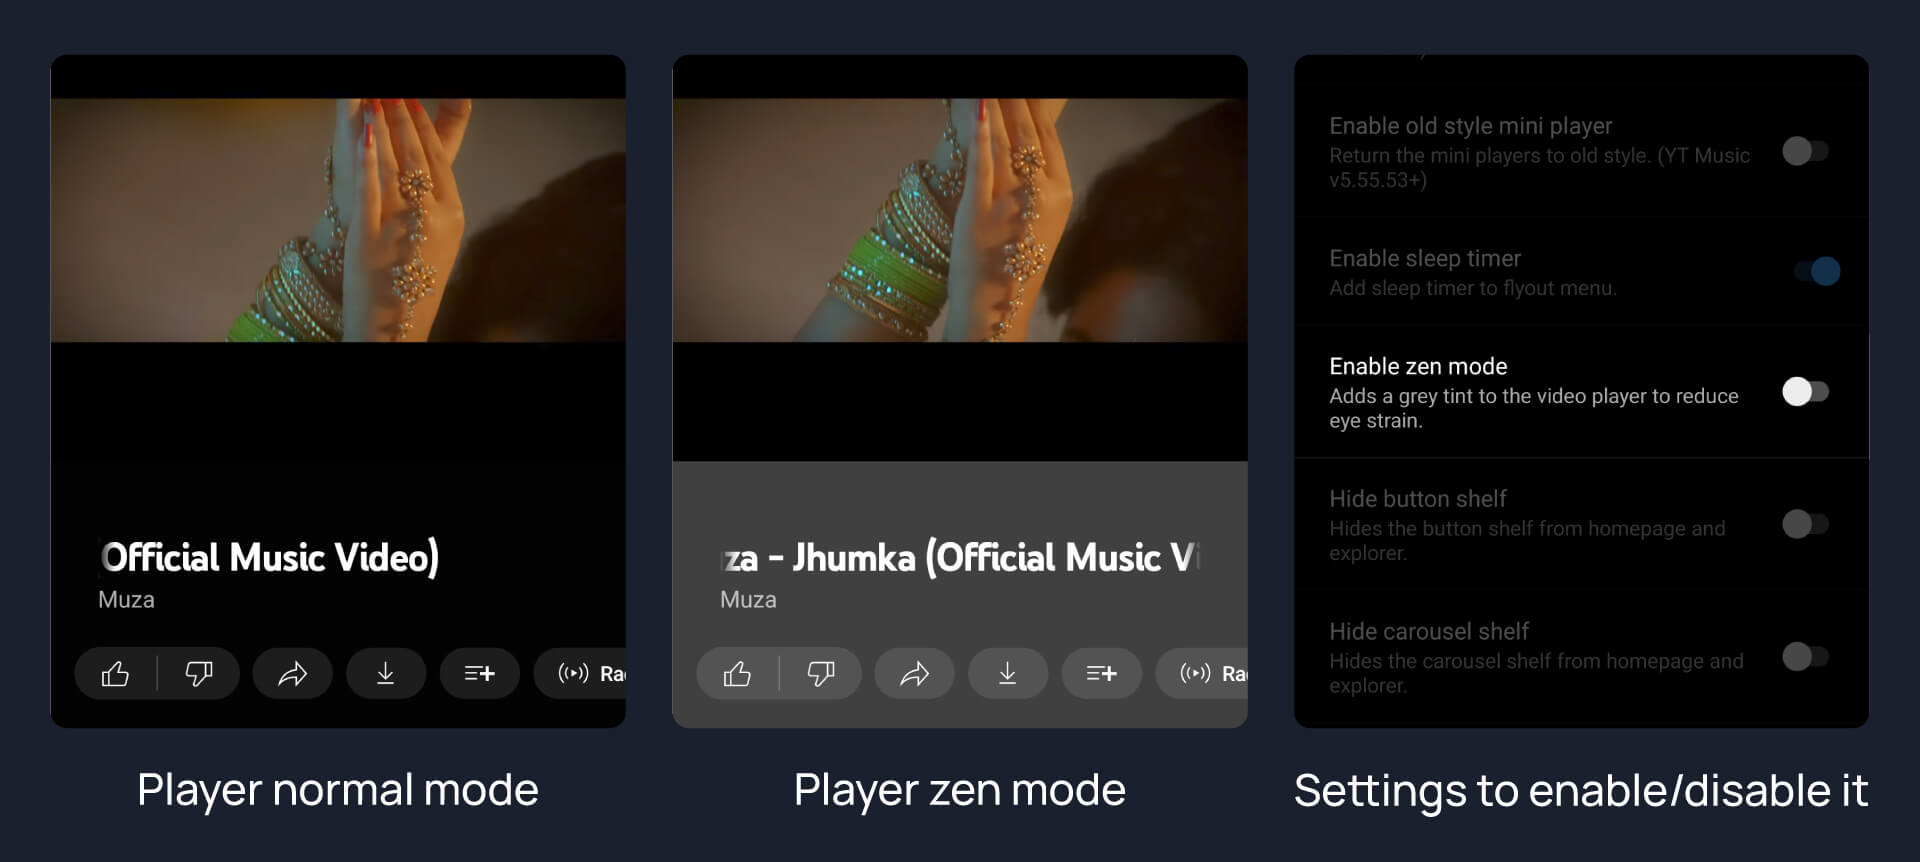 Official Music Video)
Muza
Player normal mode
za - Jhumka (Official Music V
Muza
Player zen mode
Enable old style mini player
Return the mini players to old style. (YT Music
v5.55.53+)
Enable sleep timer
Add sleep timer to flyout menu.
Enable zen mode
Adds a grey tint to the video player to reduce
eye strain.
Hide button shelf
Hides the button shelf from homepage and
explorer.
Hide carousel shelf
Hides the carousel shelf from homepage and
explorer.
Settings to enable/disable it